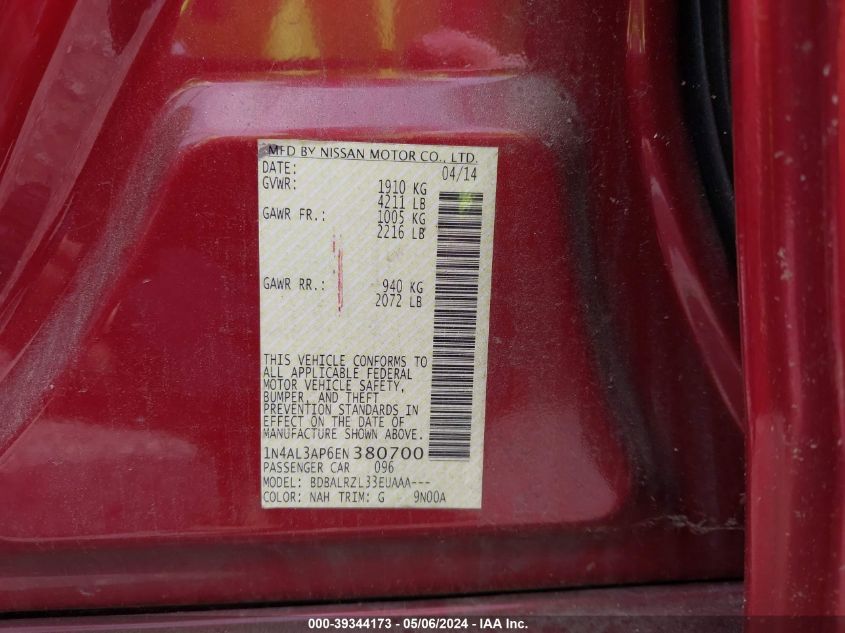 MFD BY NISSAN MOTOR CO., LTD.
DATE: 04/14
GVWR: 1910 KG
4211 LB
GAWR FR.: 1005 KG
2216 LB
GAWR RR.: 940 KG
2072 LB
THIS VEHICLE CONFORMS TO
ALL APPLICABLE FEDERAL
MOTOR VEHICLE SAFETY,
BUMPER, AND THEFT
PREVENTION STANDARDS IN
EFFECT ON THE DATE OF
MANUFACTURE SHOWN ABOVE.
1N4AL3AP6EN380700
PASSENGER CAR 096
MODEL: BDBALRZL33EUAAA---
COLOR: NAH TRIM: G 9N00A
000-39344173 - 05/06/2024 - IAA Inc.